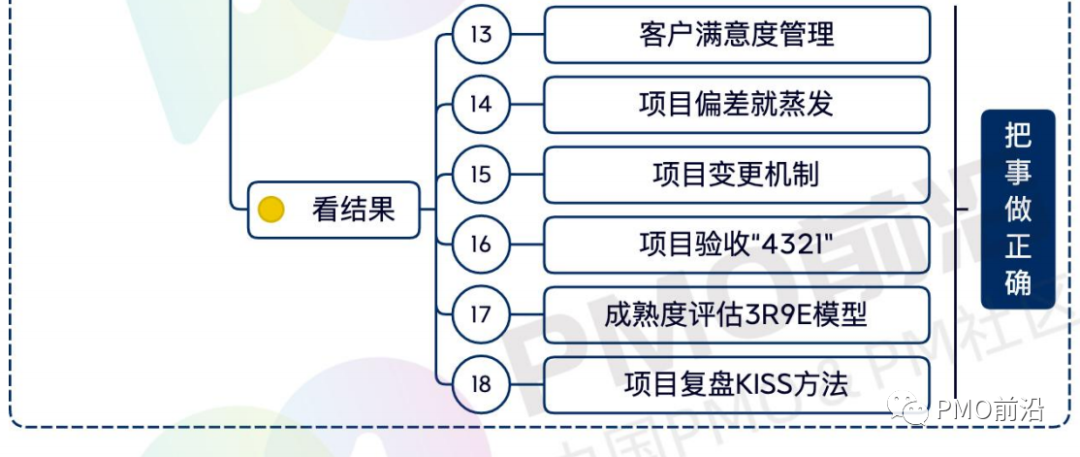 13 客户满意度管理
14 项目偏差就蒸发
15 项目变更机制
看结果
16 项目验收"4321"
17 成熟度评估3R9E模型
18 项目复盘KISS方法
把事做正确
PMO前沿
PMO前沿
中国PMO & PM社区